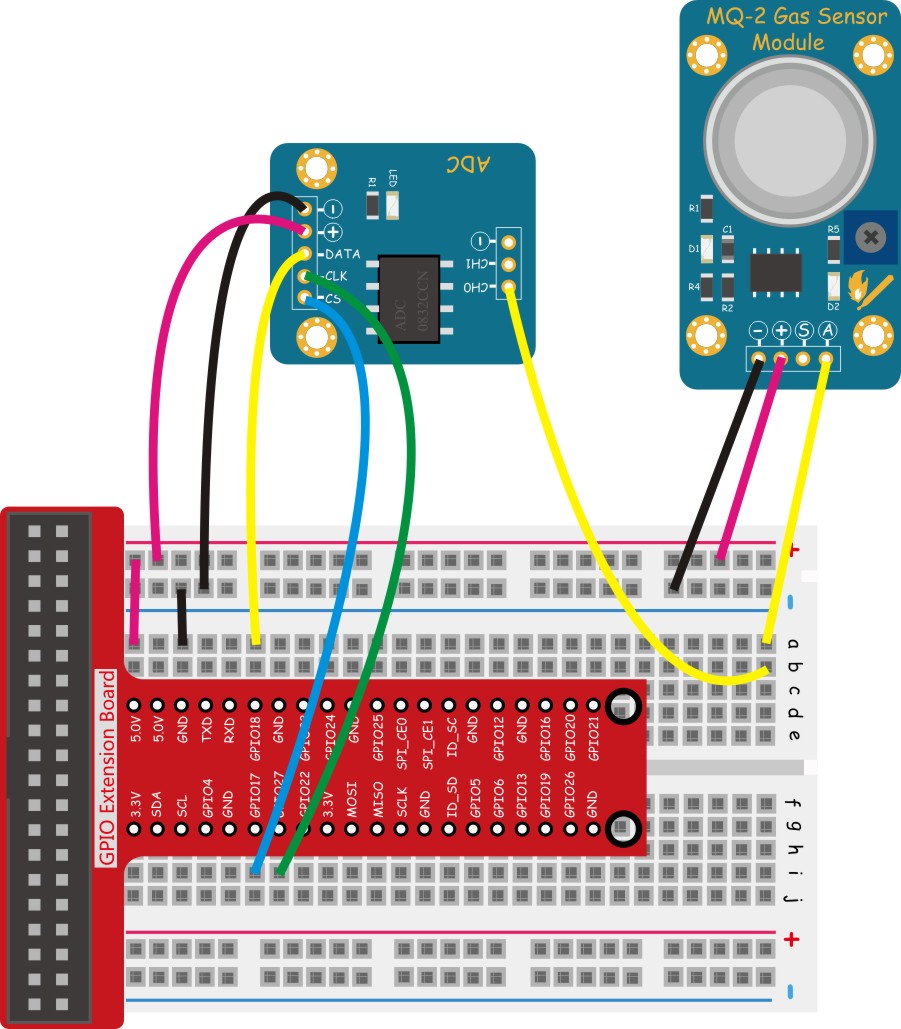 MQ-2 Gas Sensor
Module
ADC
R1
LED
-
+
DATA
CLK
CS
ADC
0832CCN
-
CH1
CH0
R1
D1
C1
R5
R4
R2
D2
- + S A
+
-
a
b
c
d
e
GPIO Extension Board
5.0V 5.0V GND TXD RXD GPIO18 GND GPIO24 GND GPIO25 SPI_CE0 SPI_CE1 ID_SC GND GPIO12 GND GPIO16 GPIO20 GPIO21
3.3V SDA SCL GPIO4 GND GPIO17 GPIO27 GPIO22 3.3V MOSI MISO SCLK GND ID_SD GPIO5 GPIO6 GPIO13 GPIO19 GPIO26 GND
f
g
h
i
j
+
-